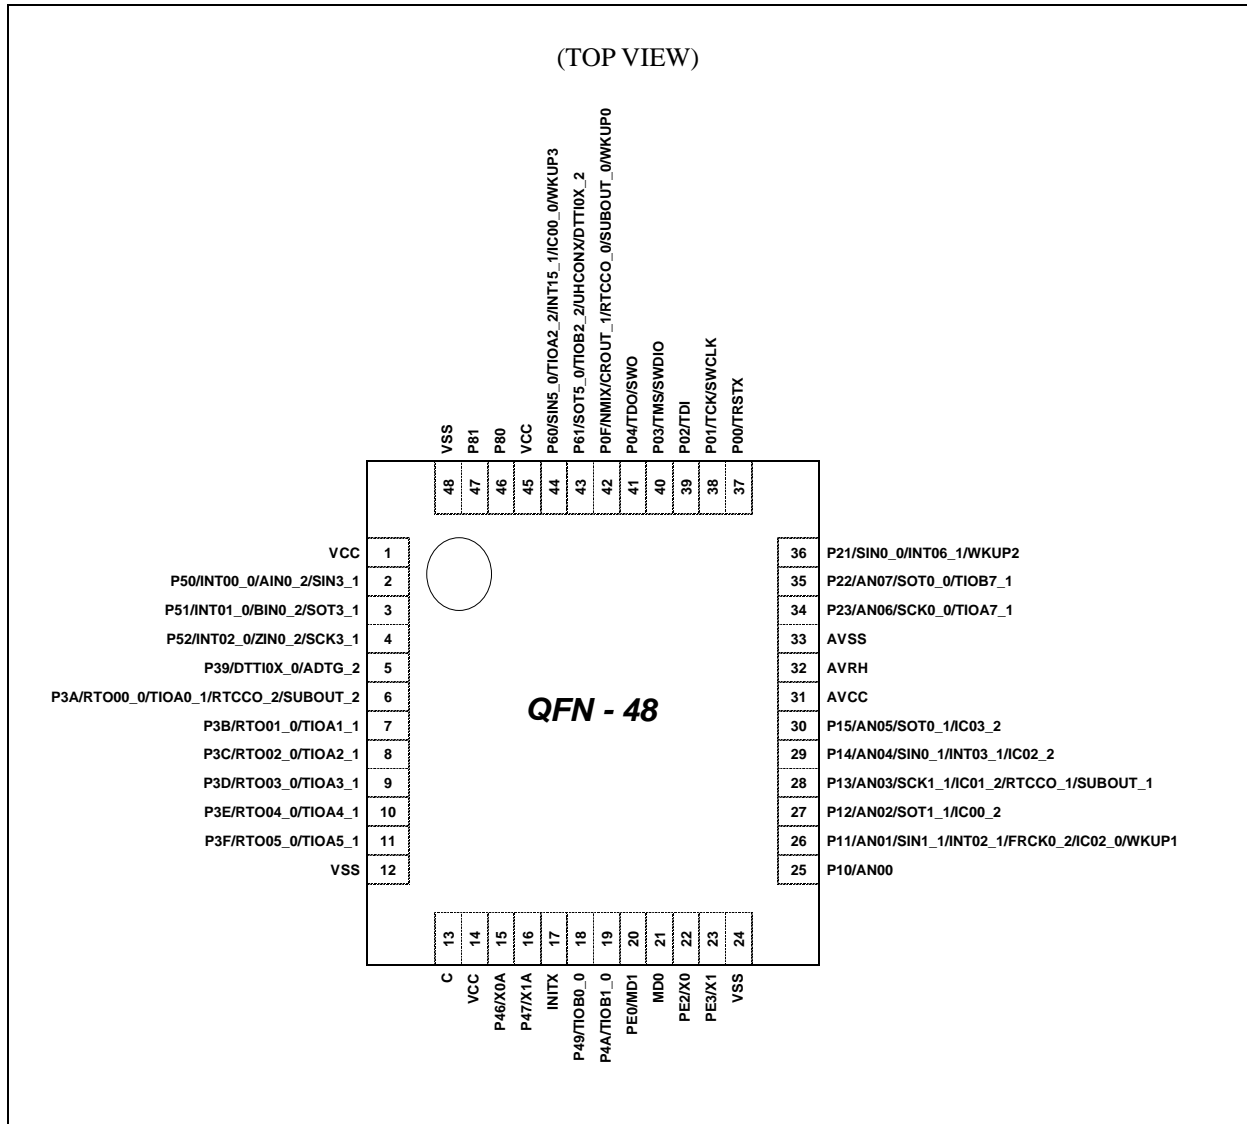 (TOP VIEW)
VSS
P81
P80
VCC
P60/SIN5_0/TIOA2_2/INT15_1/IC00_0/WKUP3
P61/SOT5_0/TIOB2_2/UHCONX/DTTI0X_2
P0F/NMIX/CROUT_1/RTCCO_0/SUBOUT_0/WKUP0
P04/TDO/SWO
P03/TMS/SWDIO
P02/TDI
P01/TCK/SWCLK
P00/TRSTX
48 47 46 45 44 43 42 41 40 39 38 37
VCC 1
P50/INT00_0/AIN0_2/SIN3_1 2
P51/INT01_0/BIN0_2/SOT3_1 3
P52/INT02_0/ZIN0_2/SCK3_1 4
P39/DTTI0X_0/ADTG_2 5
P3A/RTO00_0/TIOA0_1/RTCCO_2/SUBOUT_2 6
P3B/RTO01_0/TIOA1_1 7
P3C/RTO02_0/TIOA2_1 8
P3D/RTO03_0/TIOA3_1 9
P3E/RTO04_0/TIOA4_1 10
P3F/RTO05_0/TIOA5_1 11
VSS 12
QFN - 48
36 P21/SIN0_0/INT06_1/WKUP2
35 P22/AN07/SOT0_0/TIOB7_1
34 P23/AN06/SCK0_0/TIOA7_1
33 AVSS
32 AVRH
31 AVCC
30 P15/AN05/SOT0_1/IC03_2
29 P14/AN04/SIN0_1/INT03_1/IC02_2
28 P13/AN03/SCK1_1/IC01_2/RTCCO_1/SUBOUT_1
27 P12/AN02/SOT1_1/IC00_2
26 P11/AN01/SIN1_1/INT02_1/FRCK0_2/IC02_0/WKUP1
25 P10/AN00
13 14 15 16 17 18 19 20 21 22 23 24
C
VCC
P46/X0A
P47/X1A
INITX
P49/TIOB0_0
P4A/TIOB1_0
PE0/MD1
MD0
PE2/X0
PE3/X1
VSS